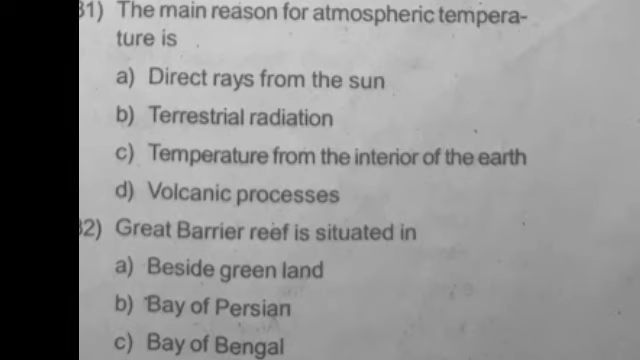 31) The main reason for atmospheric tempera-
ture is
a) Direct rays from the sun
b) Terrestrial radiation
c) Temperature from the interior of the earth
d) Volcanic processes
32) Great Barrier reef is situated in
a) Beside green land
b) Bay of Persian
c) Bay of Bengal